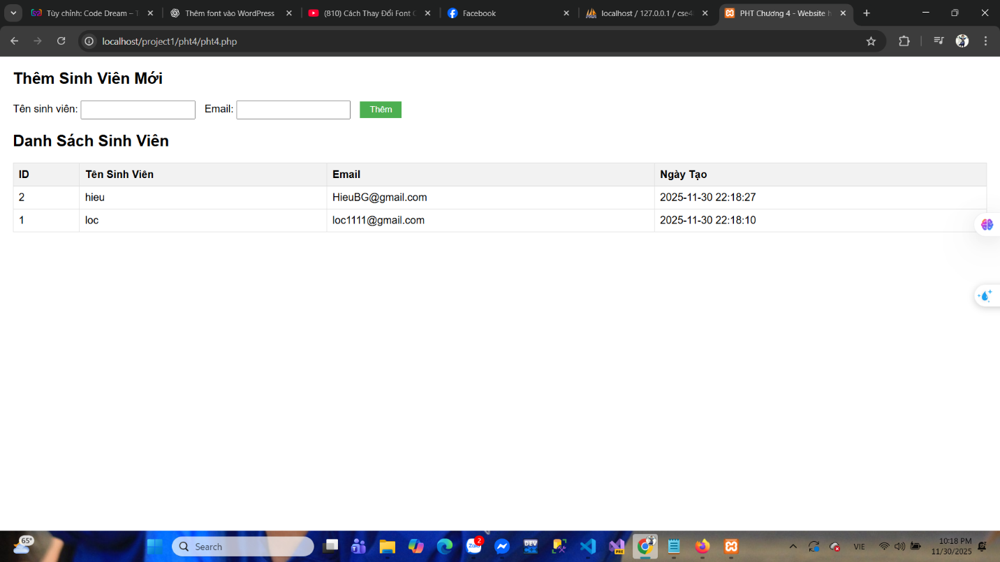 Tùy chỉnh: Code Dream – T
Thêm font vào WordPress
(810) Cách Thay Đổi Font C
Facebook
localhost / 127.0.0.1 / cse4
PHT Chương 4 - Website h
localhost/project1/pht4/pht4.php
Thêm Sinh Viên Mới
Tên sinh viên: Email: Thêm
Danh Sách Sinh Viên
ID Tên Sinh Viên Email Ngày Tạo
2 hieu HieuBG@gmail.com 2025-11-30 22:18:27
1 loc loc1111@gmail.com 2025-11-30 22:18:10
65°
Search
Zalo
2
DEV
PRE
VIE
10:18 PM
11/30/2025